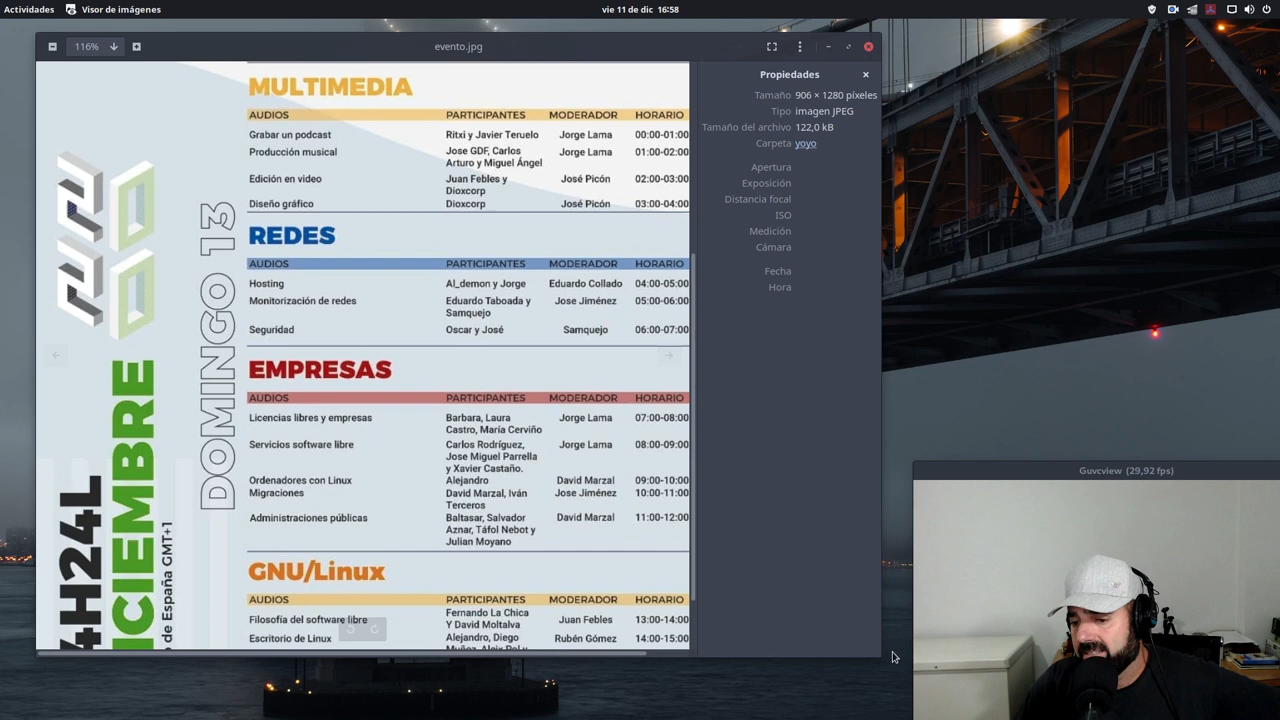 Actividades
Visor de imágenes
vie 11 de dic 16:58
116%
evento.jpg
MULTIMEDIA
AUDIOS PARTICIPANTES MODERADOR HORARIO
Grabar un podcast Ritxi y Javier Teruelo Jorge Lama 00:00-01:00
Producción musical Jose GDF, Carlos Jorge Lama 01:00-02:00
Arturo y Miguel Ángel
Edición en video Juan Febles y José Picón 02:00-03:00
Dioxcorp
Diseño gráfico Dioxcorp José Picón 03:00-04:00
REDES
AUDIOS PARTICIPANTES MODERADOR HORARIO
Hosting Al_demon y Jorge Eduardo Collado 04:00-05:00
Monitorización de redes Eduardo Taboada y Jose Jiménez 05:00-06:00
Samquejo
Seguridad Oscar y José Samquejo 06:00-07:00
EMPRESAS
AUDIOS PARTICIPANTES MODERADOR HORARIO
Licencias libres y empresas Barbara, Laura Jorge Lama 07:00-08:00
Castro, María Cerviño
Servicios software libre Carlos Rodríguez, Jorge Lama 08:00-09:00
Jose Miguel Parrella
y Xavier Castaño.
Ordenadores con Linux Alejandro David Marzal 09:00-10:00
Migraciones David Marzal, Iván Jose Jiménez 10:00-11:00
Terceros
Administraciones públicas Baltasar, Salvador David Marzal 11:00-12:00
Aznar, Táfol Nebot y
Julian Moyano
GNU/Linux
AUDIOS PARTICIPANTES MODERADOR HORARIO
Filosofía del software libre Fernando La Chica Juan Febles 13:00-14:00
Y David Moltalva
Escritorio de Linux Alejandro, Diego Rubén Gómez 14:00-15:00
DOMINGO 13
4H24L
ICIEMBRE
de España GMT+1
Propiedades
Tamaño 906 × 1280 píxeles
Tipo imagen JPEG
Tamaño del archivo 122,0 kB
Carpeta yoyo
Apertura
Exposición
Distancia focal
ISO
Medición
Cámara
Fecha
Hora
Guvcview (29,92 fps)